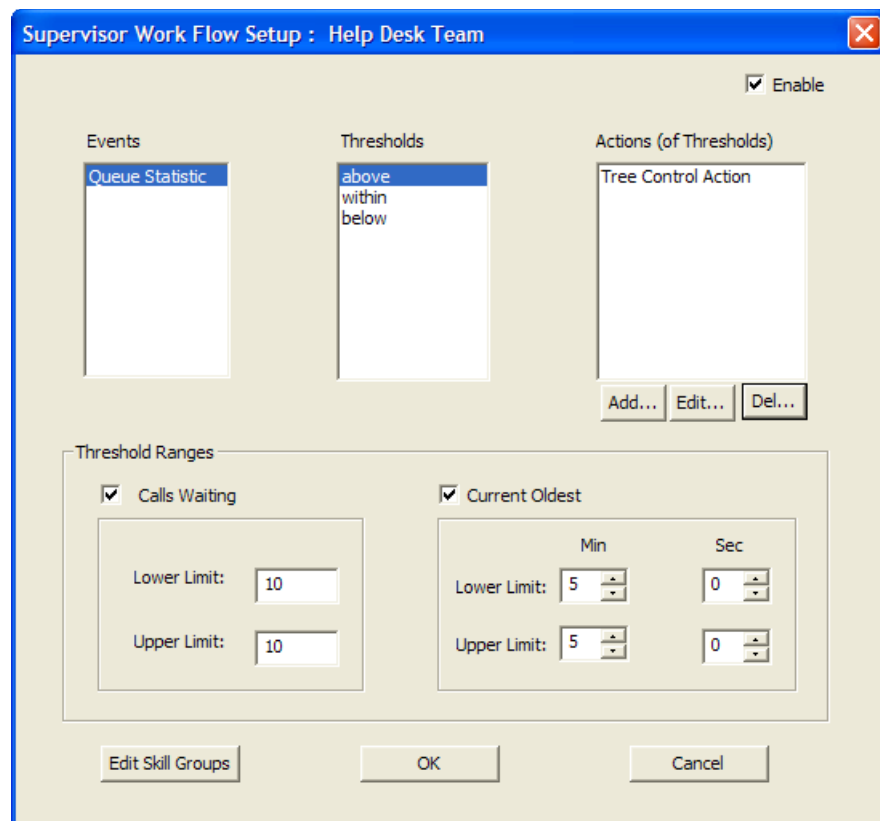 Supervisor Work Flow Setup : Help Desk Team
Enable
Events
Thresholds
Actions (of Thresholds)
Queue Statistic
above
within
below
Tree Control Action
Add...
Edit...
Del...
Threshold Ranges
Calls Waiting
Current Oldest
Min
Sec
Lower Limit:
10
Lower Limit:
5
0
Upper Limit:
10
Upper Limit:
5
0
Edit Skill Groups
OK
Cancel